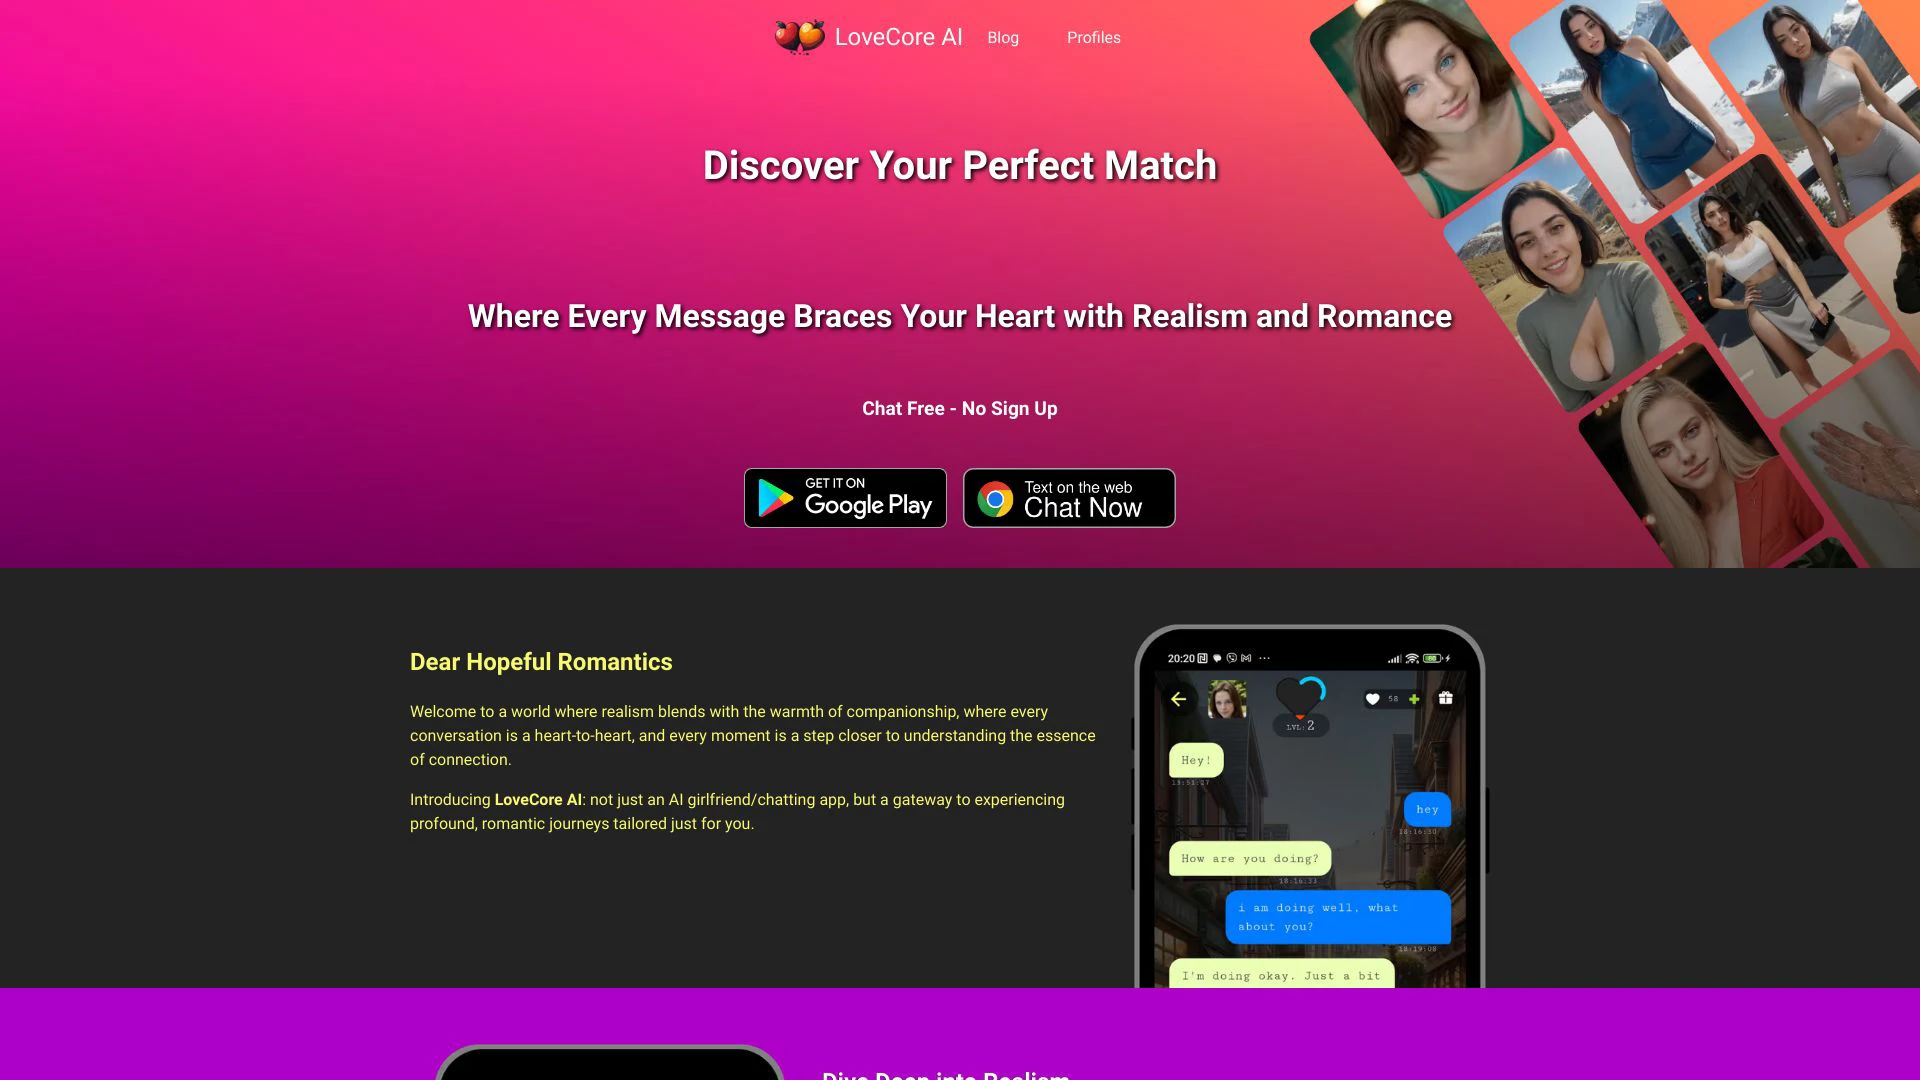 LoveCore AI
Blog
Profiles
Discover Your Perfect Match
Where Every Message Braces Your Heart with Realism and Romance
Chat Free - No Sign Up
GET IT ON
Google Play
Text on the web
Chat Now
Dear Hopeful Romantics
Welcome to a world where realism blends with the warmth of companionship, where every
conversation is a heart-to-heart, and every moment is a step closer to understanding the essence
of connection.
Introducing LoveCore AI: not just an AI girlfriend/chatting app, but a gateway to experiencing
profound, romantic journeys tailored just for you.
20:20
58
LVL: 2
Hey!
13:51:27
hey
18:16:30
How are you doing?
18:16:33
i am doing well, what
about you?
18:19:08
I'm doing okay. Just a bit
Dive Deep into Realism